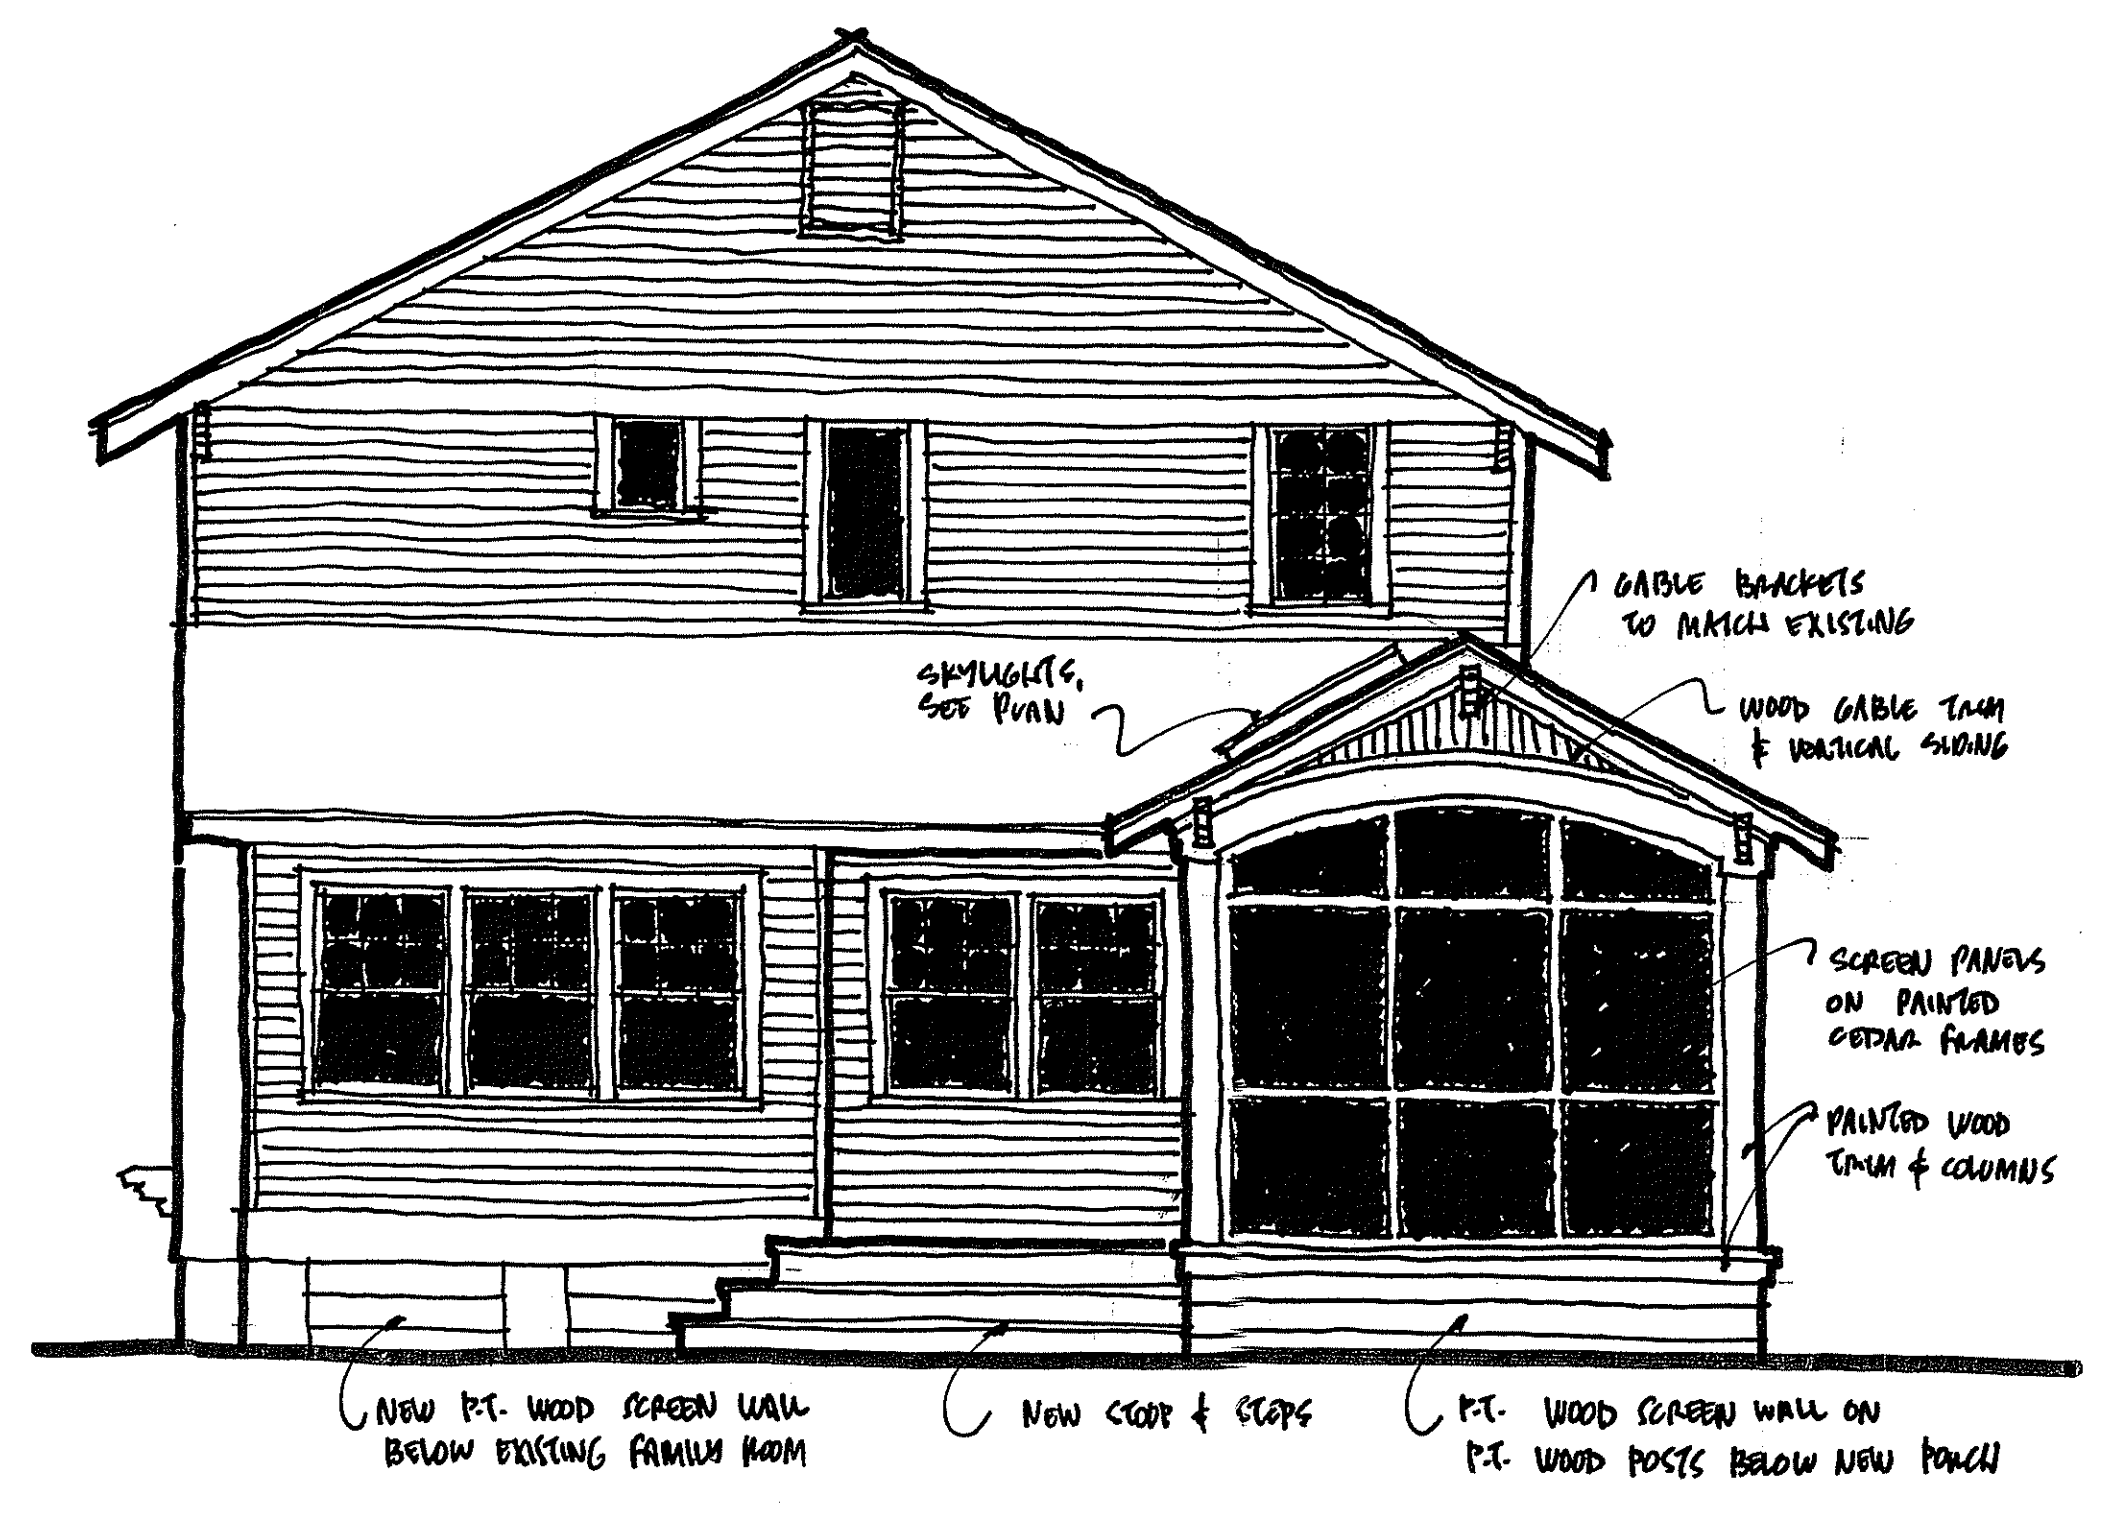 GABLE BRACKETS
TO MATCH EXISTING
SKYLIGHTS,
SEE PLAN
WOOD GABLE TRIM
& VERTICAL SIDING
SCREEN PANELS
ON PAINTED
CEDAR FRAMES
PAINTED WOOD
TRIM & COLUMNS
NEW P.T. WOOD SCREEN WALL
BELOW EXISTING FAMILY ROOM
NEW STOOP & STEPS
P.T. WOOD SCREEN WALL ON
P.T. WOOD POSTS BELOW NEW PORCH